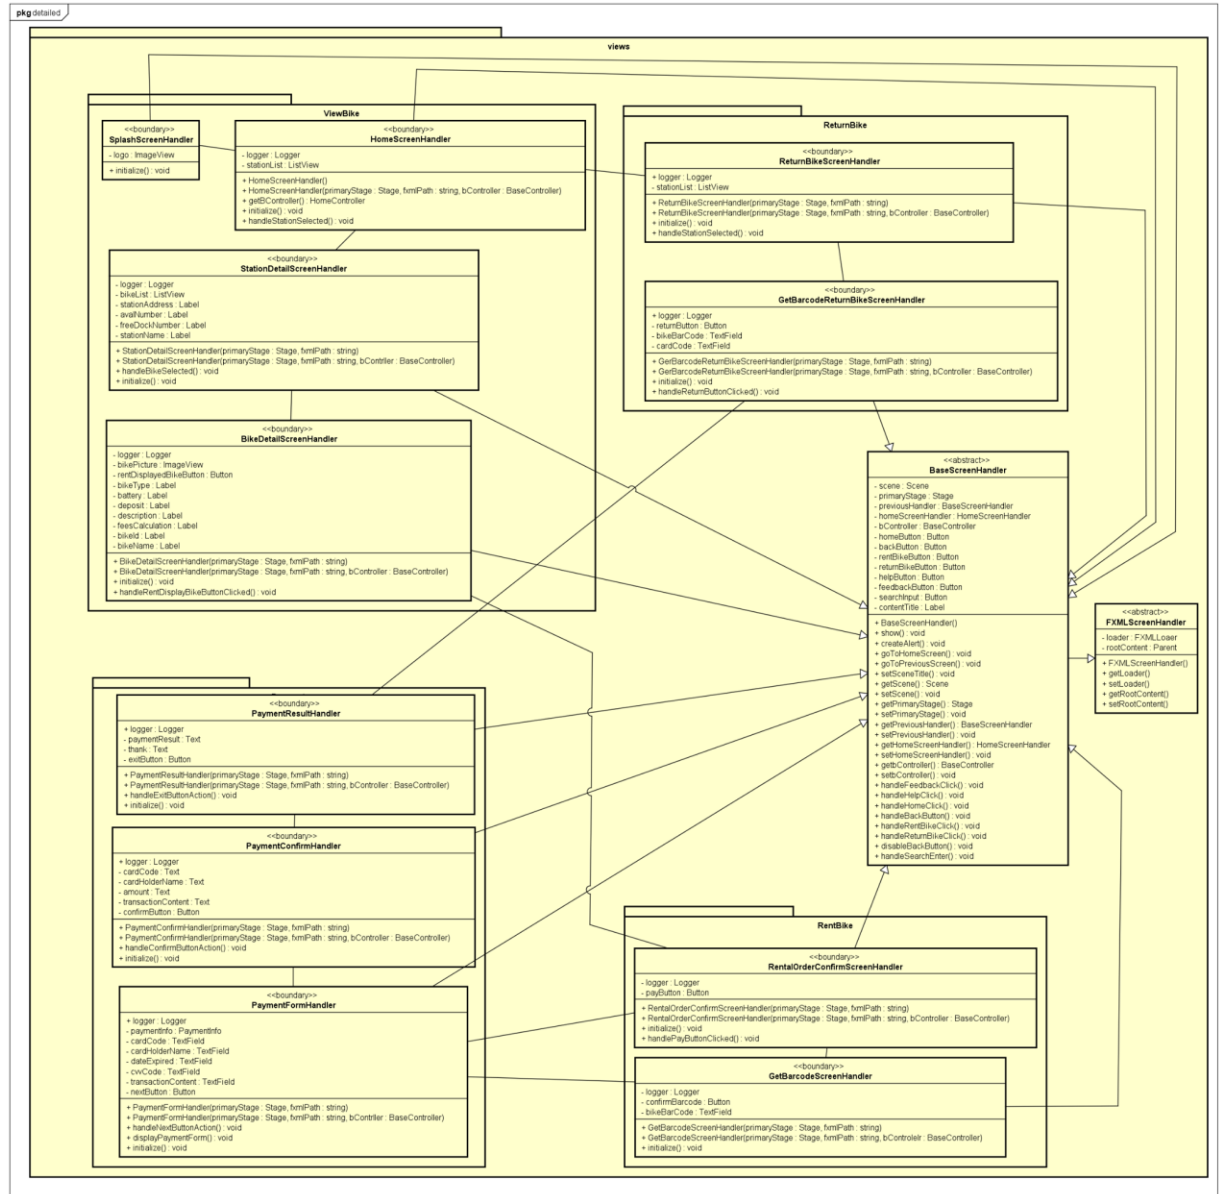 pkg detailed
views
ViewBike
<<boundary>>
SplashScreenHandler
- logo : ImageView
+ initialize() : void
<<boundary>>
HomeScreenHandler
- logger : Logger
- stationList : ListView
+ HomeScreenHandler()
+ HomeScreenHandler(primaryStage : Stage, fxmlPath : string, bController : BaseController)
+ getBController() : HomeController
+ initialize() : void
+ handleStationSelected() : void
<<boundary>>
StationDetailScreenHandler
- logger : Logger
- bikeList : ListView
- stationAddress : Label
- avalNumber : Label
- freeDockNumber : Label
- stationName : Label
+ StationDetailScreenHandler(primaryStage : Stage, fxmlPath : string)
+ StationDetailScreenHandler(primaryStage : Stage, fxmlPath : string, bContrller : BaseController)
+ handleBikeSelected() : void
+ initialize() : void
<<boundary>>
BikeDetailScreenHandler
- logger : Logger
- bikePicture : ImageView
- rentDisplayedBikeButton : Button
- bikeType : Label
- battery : Label
- deposit : Label
- description : Label
- feesCalculation : Label
- bikeId : Label
- bikeName : Label
+ BikeDetailScreenHandler(primaryStage : Stage, fxmlPath : string)
+ BikeDetailScreenHandler(primaryStage : Stage, fxmlPath : string, bController : BaseController)
+ initialize() : void
+ handleRentDisplayBikeButtonClicked() : void
ReturnBike
<<boundary>>
ReturnBikeScreenHandler
+ logger : Logger
- stationList : ListView
+ ReturnBikeScreenHandler(primaryStage : Stage, fxmlPath : string)
+ ReturnBikeScreenHandler(primaryStage : Stage, fxmlPath : string, bController : BaseController)
+ initialize() : void
+ handleStationSelected() : void
<<boundary>>
GetBarcodeReturnBikeScreenHandler
+ logger : Logger
- returnButton : Button
- bikeBarCode : TextField
- cardCode : TextField
+ GerBarcodeReturnBikeScreenHandler(primaryStage : Stage, fxmlPath : string)
+ GerBarcodeReturnBikeScreenHandler(primaryStage : Stage, fxmlPath : string, bController : BaseController)
+ initialize() : void
+ handleReturnButtonClicked() : void
<<abstract>>
BaseScreenHandler
- scene : Scene
- primaryStage : Stage
- previousHandler : BaseScreenHandler
- homeScreenHandler : HomeScreenHandler
- bController : BaseController
- homeButton : Button
- backButton : Button
- rentBikeButton : Button
- returnBikeButton : Button
- helpButton : Button
- feedbackButton : Button
- searchInput : Button
- contentTitle : Label
+ BaseScreenHandler()
+ show() : void
+ createAlert() : void
+ goToHomeScreen() : void
+ goToPreviousScreen() : void
+ setSceneTitle() : void
+ getScene() : Scene
+ setScene() : void
+ getPrimaryStage() : Stage
+ setPrimaryStage() : void
+ getPreviousHandler() : BaseScreenHandler
+ setPreviousHandler() : void
+ getHomeScreenHandler() : HomeScreenHandler
+ setHomeScreenHandler() : void
+ getbController() : BaseController
+ setbController() : void
+ handleFeedbackClick() : void
+ handleHelpClick() : void
+ handleHomeClick() : void
+ handleBackButton() : void
+ handleRentBikeClick() : void
+ handleReturnBikeClick() : void
+ disableBackButton() : void
+ handleSearchEnter() : void
<<abstract>>
FXMLScreenHandler
- loader : FXMLLoaer
- rootContent : Parent
+ FXMLScreenHandler()
+ getLoader()
+ setLoader()
+ getRootContent()
+ setRootContent()
<<boundary>>
PaymentResultHandler
+ logger : Logger
- paymentResult : Text
- thank : Text
- exitButton : Button
+ PaymentResultHandler(primaryStage : Stage, fxmlPath : string)
+ PaymentResultHandler(primaryStage : Stage, fxmlPath : string, bController : BaseController)
+ handleExitButtonAction() : void
+ initialize() : void
<<boundary>>
PaymentConfirmHandler
+ logger : Logger
- cardCode : Text
- cardHolderName : Text
- amount : Text
- transactionContent : Text
- confirmButton : Button
+ PaymentConfirmHandler(primaryStage : Stage, fxmlPath : string)
+ PaymentConfirmHandler(primaryStage : Stage, fxmlPath : string, bController : BaseController)
+ handleConfirmButtonAction() : void
+ initialize() : void
<<boundary>>
PaymentFormHandler
+ logger : Logger
- paymentInfo : PaymentInfo
- cardCode : TextField
- cardHolderName : TextField
- dateExpired : TextField
- cvvCode : TextField
- transactionContent : TextField
- nextButton : Button
+ PaymentFormHandler(primaryStage : Stage, fxmlPath : string)
+ PaymentFormHandler(primaryStage : Stage, fxmlPath : string, bContrller : BaseController)
+ handleNextButtonAction() : void
+ displayPaymentForm() : void
+ initialize() : void
RentBike
<<boundary>>
RentalOrderConfirmScreenHandler
- logger : Logger
- payButton : Button
+ RentalOrderConfirmScreenHandler(primaryStage : Stage, fxmlPath : string)
+ RentalOrderConfirmScreenHandler(primaryStage : Stage, fxmlPath : string, bController : BaseController)
+ initialize() : void
+ handlePayButtonClicked() : void
<<boundary>>
GetBarcodeScreenHandler
- logger : Logger
- confirmBarcode : Button
- bikeBarCode : TextField
+ GetBarcodeScreenHandler(primaryStage : Stage, fxmlPath : string)
+ GetBarcodeScreenHandler(primaryStage : Stage, fxmlPath : string, bControlelr : BaseController)
+ initialize() : void